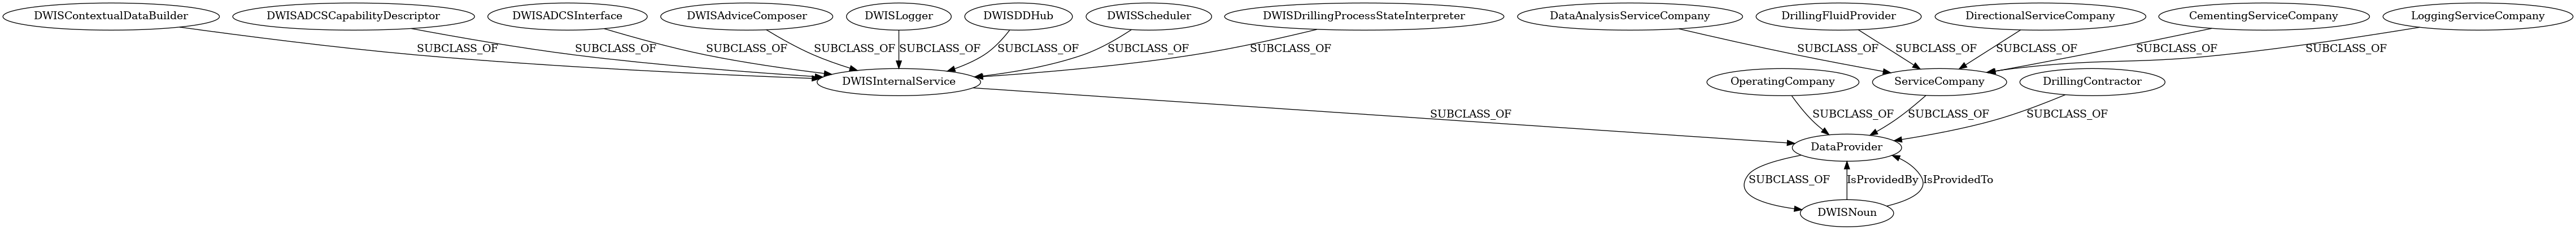 DWISContextualDataBuilder
DWISADCSCapabilityDescriptor
DWISADCSInterface
DWISAdviceComposer
DWISLogger
DWISDDHub
DWISScheduler
DWISDrillingProcessStateInterpreter
DataAnalysisServiceCompany
DrillingFluidProvider
DirectionalServiceCompany
CementingServiceCompany
LoggingServiceCompany
SUBCLASS_OF
SUBCLASS_OF
SUBCLASS_OF
SUBCLASS_OF
SUBCLASS_OF
SUBCLASS_OF
SUBCLASS_OF
SUBCLASS_OF
SUBCLASS_OF
SUBCLASS_OF
SUBCLASS_OF
SUBCLASS_OF
SUBCLASS_OF
DWISInternalService
OperatingCompany
ServiceCompany
DrillingContractor
SUBCLASS_OF
SUBCLASS_OF
SUBCLASS_OF
SUBCLASS_OF
DataProvider
SUBCLASS_OF
IsProvidedBy
IsProvidedTo
DWISNoun